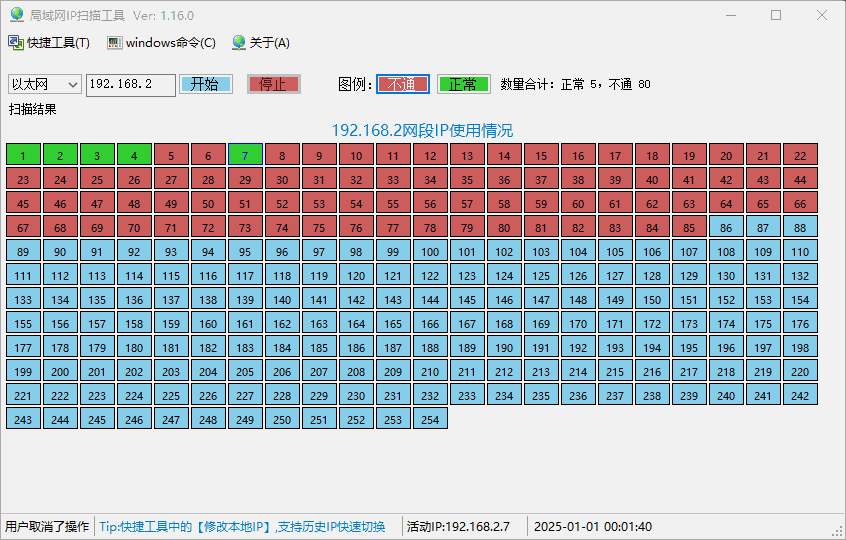 局域网IP扫描工具 Ver: 1.16.0
快捷工具(T) windows命令(C) 关于(A)
以太网 192.168.2 开始 停止 图例: 不通 正常 数量合计: 正常 5, 不通 80
扫描结果
192.168.2网段IP使用情况
1 2 3 4 5 6 7 8 9 10 11 12 13 14 15 16 17 18 19 20 21 22
23 24 25 26 27 28 29 30 31 32 33 34 35 36 37 38 39 40 41 42 43 44
45 46 47 48 49 50 51 52 53 54 55 56 57 58 59 60 61 62 63 64 65 66
67 68 69 70 71 72 73 74 75 76 77 78 79 80 81 82 83 84 85 86 87 88
89 90 91 92 93 94 95 96 97 98 99 100 101 102 103 104 105 106 107 108 109 110
111 112 113 114 115 116 117 118 119 120 121 122 123 124 125 126 127 128 129 130 131 132
133 134 135 136 137 138 139 140 141 142 143 144 145 146 147 148 149 150 151 152 153 154
155 156 157 158 159 160 161 162 163 164 165 166 167 168 169 170 171 172 173 174 175 176
177 178 179 180 181 182 183 184 185 186 187 188 189 190 191 192 193 194 195 196 197 198
199 200 201 202 203 204 205 206 207 208 209 210 211 212 213 214 215 216 217 218 219 220
221 222 223 224 225 226 227 228 229 230 231 232 233 234 235 236 237 238 239 240 241 242
243 244 245 246 247 248 249 250 251 252 253 254
用户取消了操作 Tip:快捷工具中的【修改本地IP】,支持历史IP快速切换 活动IP:192.168.2.7 2025-01-01 00:01:40